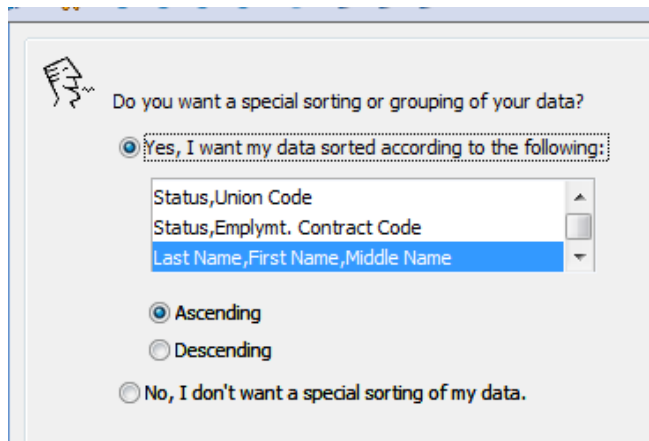 Do you want a special sorting or grouping of your data?
Yes, I want my data sorted according to the following:
Status,Union Code
Status,Emplymt. Contract Code
Last Name,First Name,Middle Name
Ascending
Descending
No, I don't want a special sorting of my data.